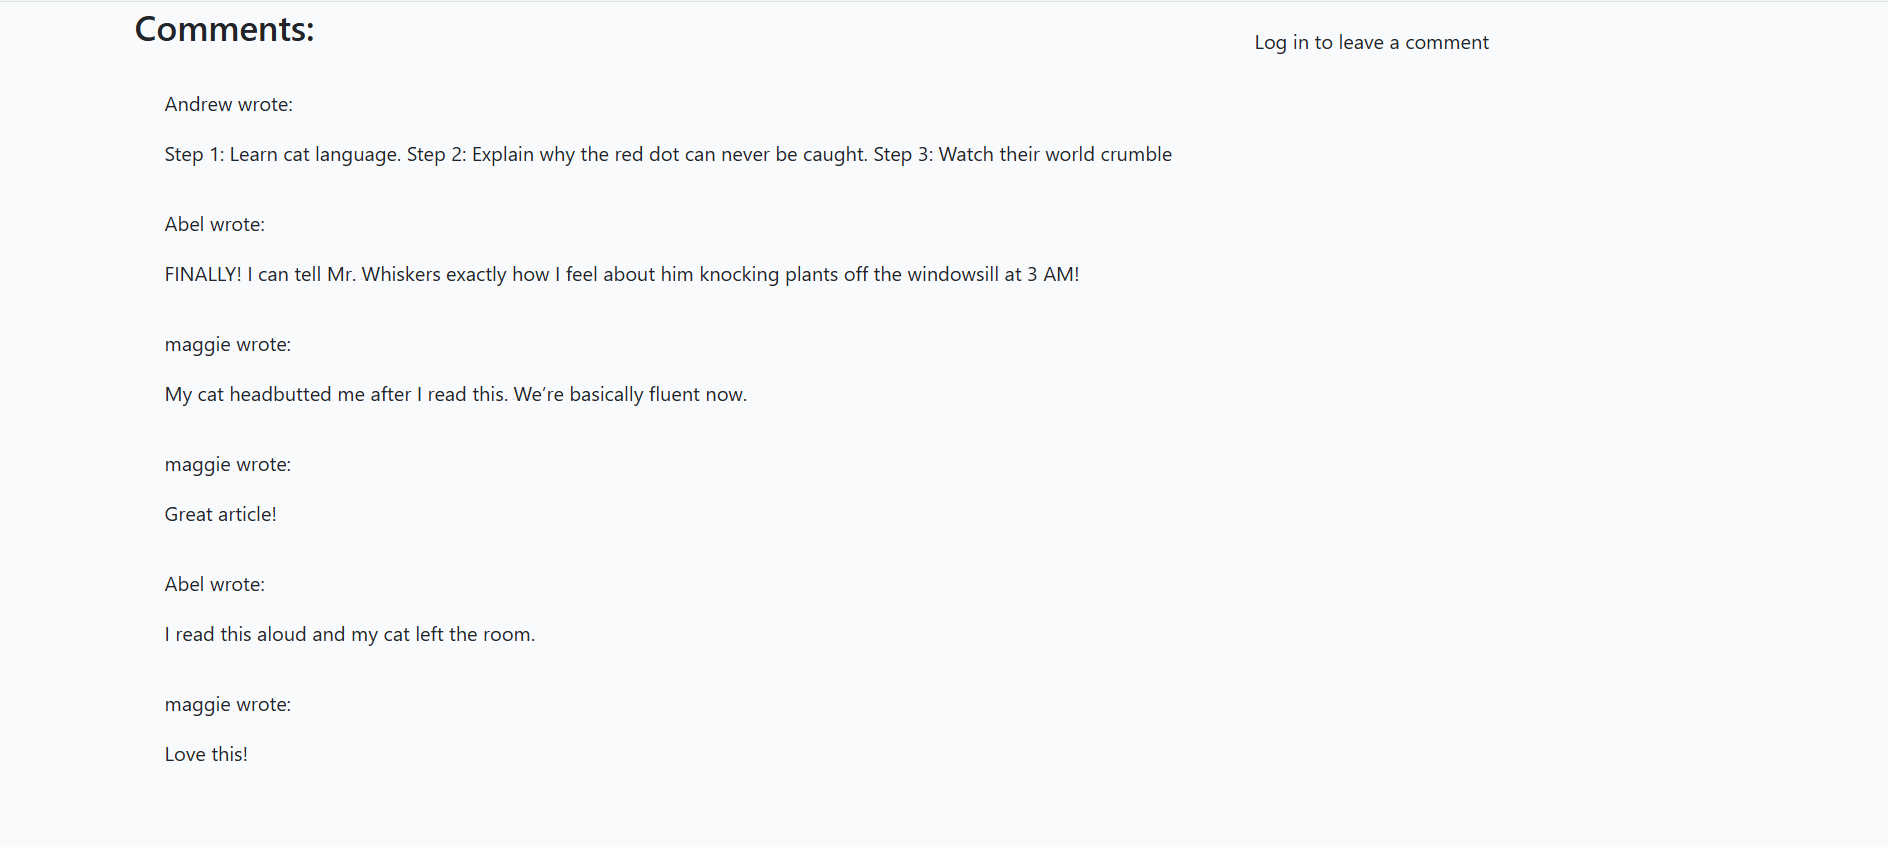 Comments:
Log in to leave a comment
Andrew wrote:
Step 1: Learn cat language. Step 2: Explain why the red dot can never be caught. Step 3: Watch their world crumble
Abel wrote:
FINALLY! I can tell Mr. Whiskers exactly how I feel about him knocking plants off the windowsill at 3 AM!
maggie wrote:
My cat headbutted me after I read this. We’re basically fluent now.
maggie wrote:
Great article!
Abel wrote:
I read this aloud and my cat left the room.
maggie wrote:
Love this!